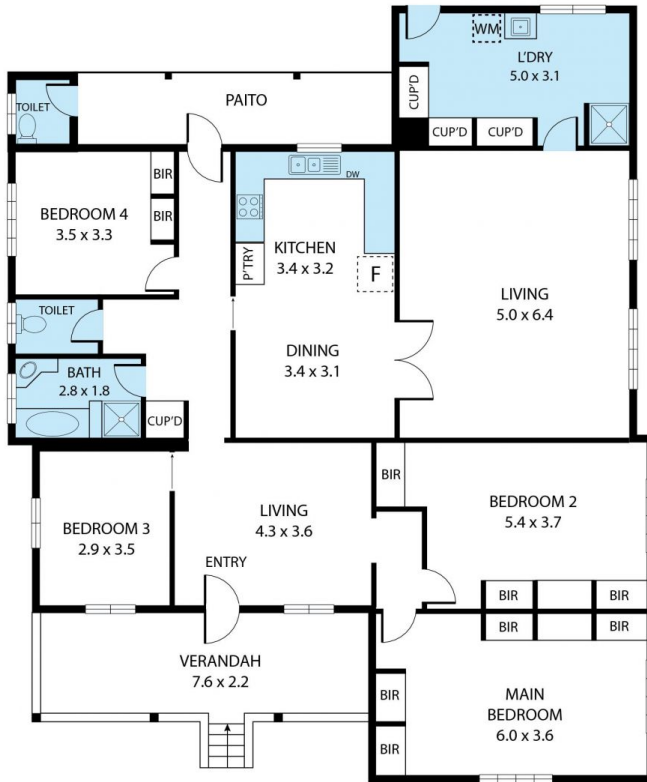 WM
L'DRY
5.0 x 3.1
CUP'D
CUP'D
CUP'D
TOILET
PAITO
BIR
BIR
BEDROOM 4
3.5 x 3.3
DW
KITCHEN
3.4 x 3.2
P'TRY
F
LIVING
5.0 x 6.4
TOILET
DINING
3.4 x 3.1
BATH
2.8 x 1.8
CUP'D
BIR
BEDROOM 2
5.4 x 3.7
BEDROOM 3
2.9 x 3.5
LIVING
4.3 x 3.6
ENTRY
BIR
BIR
BIR
BIR
VERANDAH
7.6 x 2.2
BIR
BIR
MAIN
BEDROOM
6.0 x 3.6